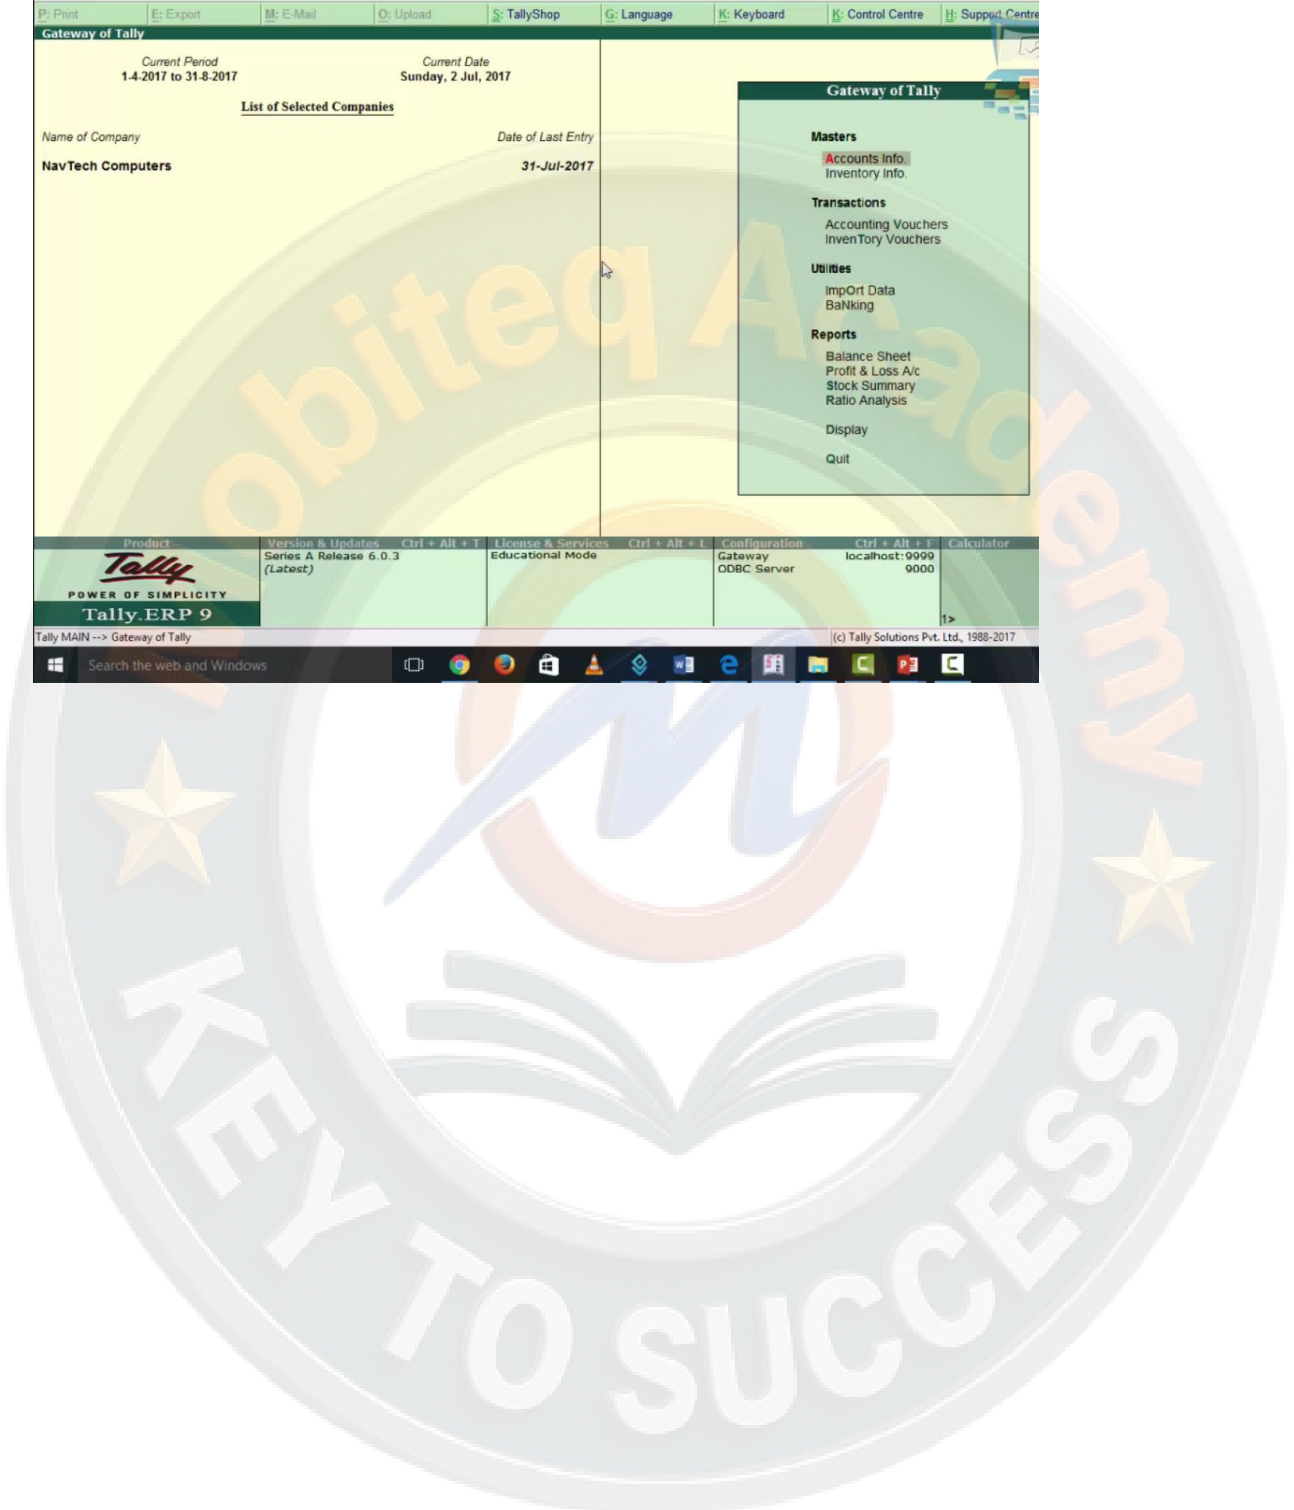 P: Print E: Export M: E-Mail O: Upload S: TallyShop G: Language K: Keyboard K: Control Centre H: Support Centre
Gateway of Tally
Current Period Current Date
1-4-2017 to 31-8-2017 Sunday, 2 Jul, 2017
List of Selected Companies
Name of Company Date of Last Entry
NavTech Computers 31-Jul-2017
Gateway of Tally
Masters
Accounts Info.
Inventory Info.
Transactions
Accounting Vouchers
InvenTory Vouchers
Utilities
ImpOrt Data
BaNking
Reports
Balance Sheet
Profit & Loss A/c
Stock Summary
Ratio Analysis
Display
Quit
Product Version & Updates Ctrl + Alt + T License & Services Ctrl + Alt + L Configuration Ctrl + Alt + F Calculator
Tally
POWER OF SIMPLICITY
Tally.ERP 9
Series A Release 6.0.3
(Latest)
Educational Mode
Gateway localhost:9999
ODBC Server 9000
1>
Tally MAIN --> Gateway of Tally (c) Tally Solutions Pvt. Ltd., 1988-2017
Search the web and Windows
Mobiteq Academy
KEY TO SUCCESS